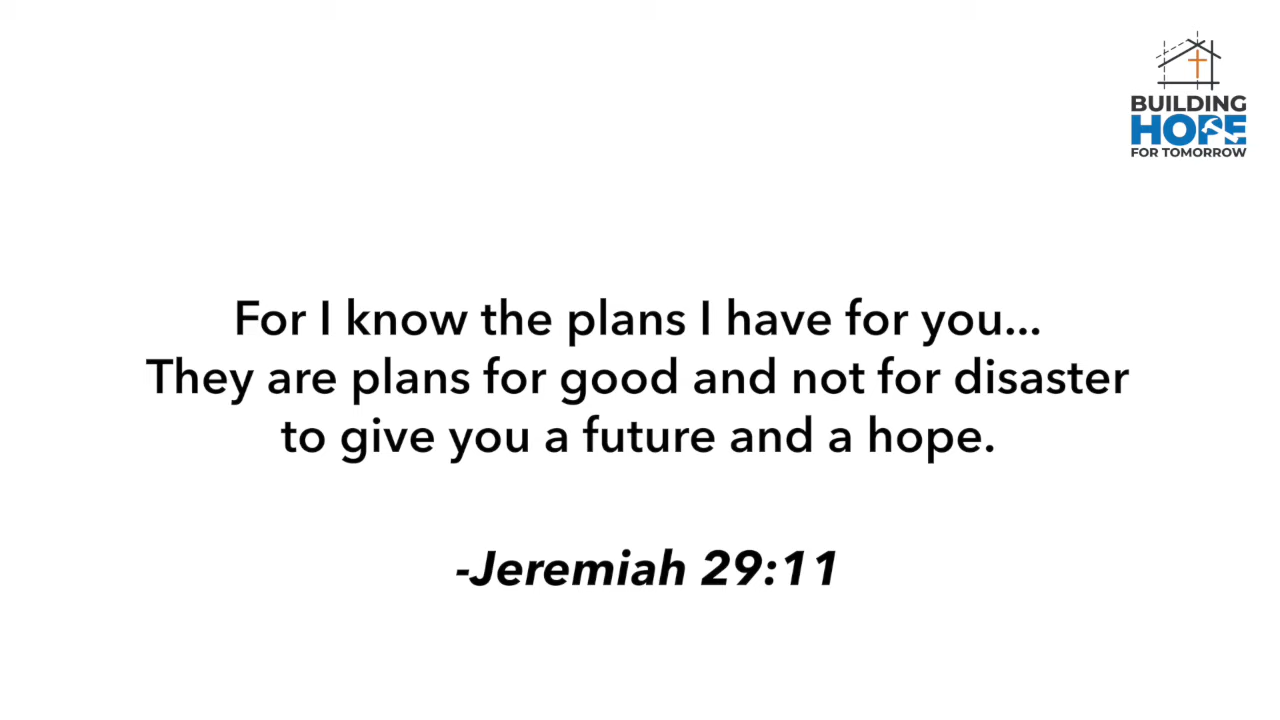 BUILDING
HOPE
FOR TOMORROW
For I know the plans I have for you...
They are plans for good and not for disaster
to give you a future and a hope.
-Jeremiah 29:11